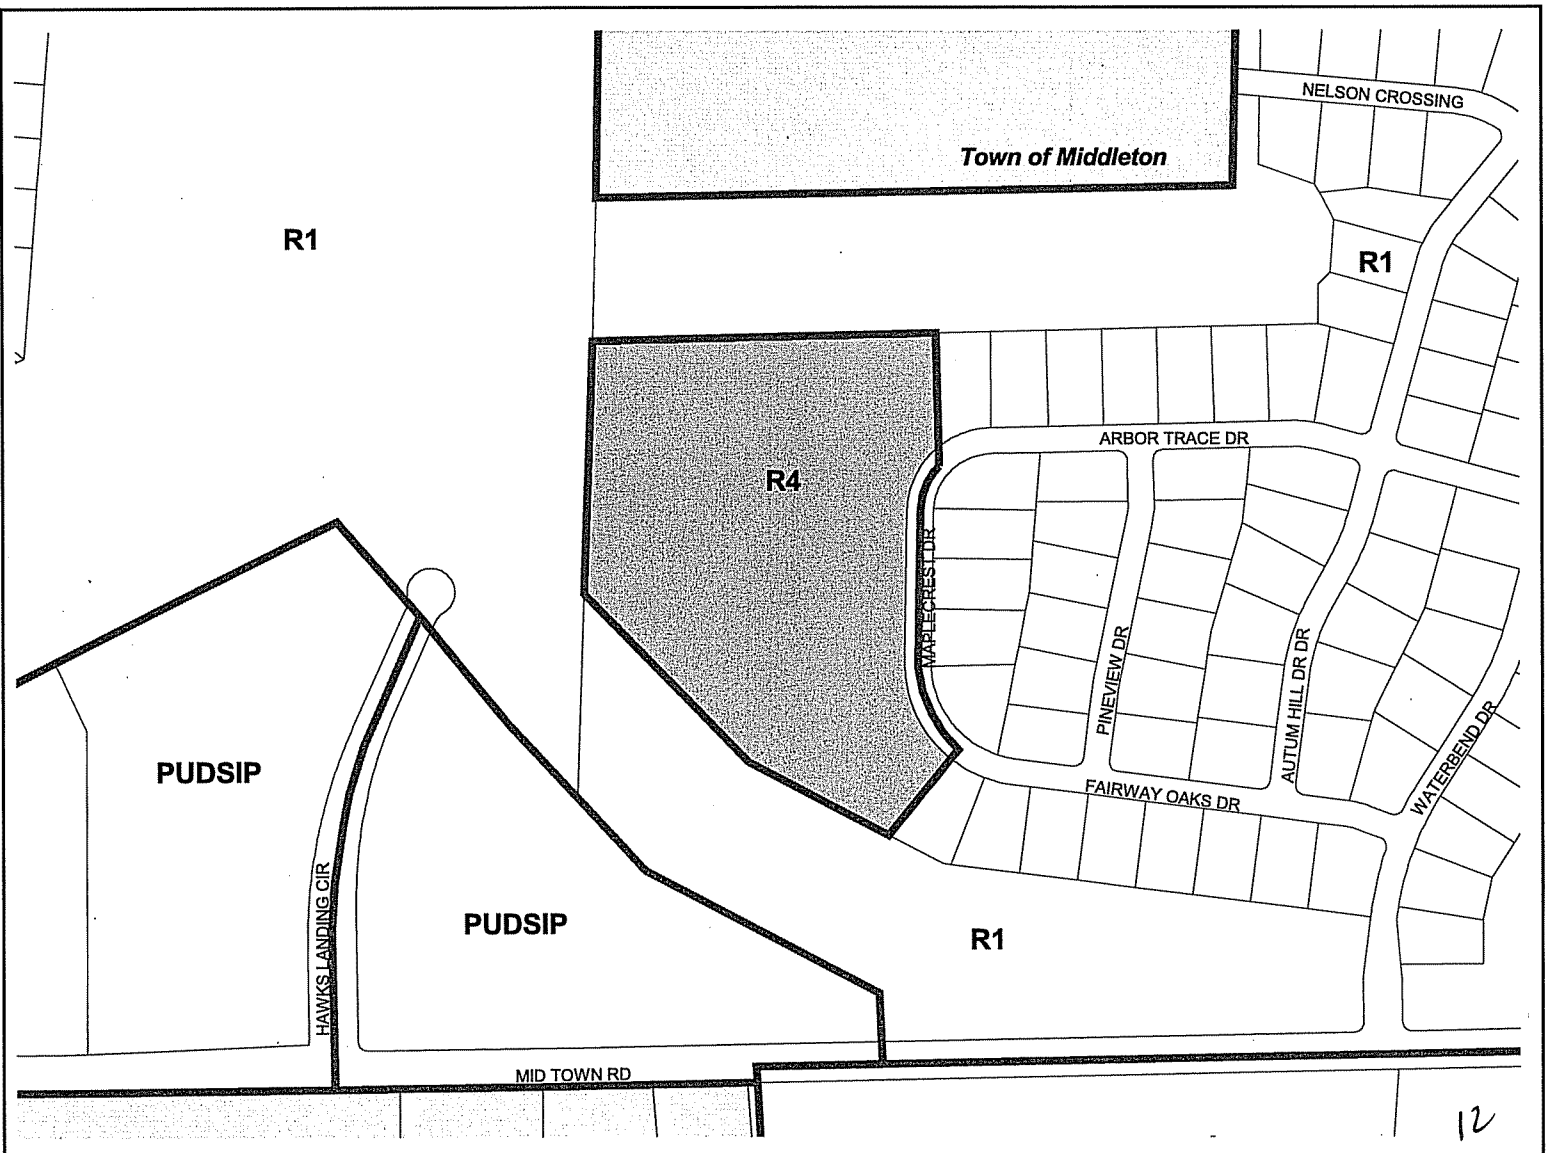 NELSON CROSSING
Town of Middleton
R1
R1
ARBOR TRACE DR
R4
MAPLECREST DR
PINEVIEW DR
AUTUM HILL DR DR
WATERBEND DR
PUDSIP
FAIRWAY OAKS DR
HAWKS LANDING CIR
PUDSIP
R1
MID TOWN RD
12